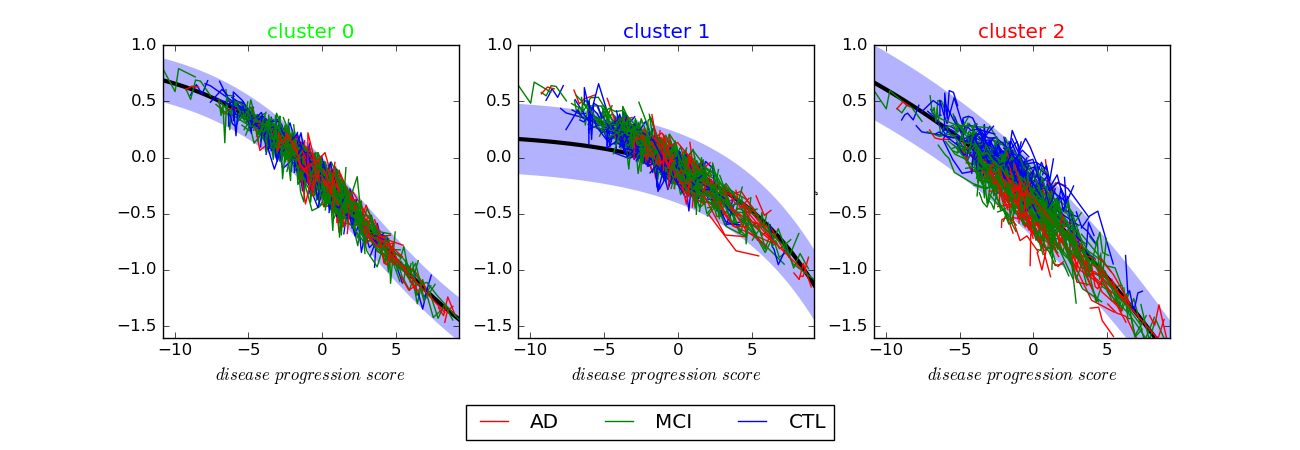 cluster 0 cluster 1 cluster 2
1.0 1.0 1.0
0.5 0.5 0.5
0.0 0.0 0.0
−0.5 −0.5 −0.5
−1.0 −1.0 −1.0
−1.5 −1.5 −1.5
−10 −5 0 5 −10 −5 0 5 −10 −5 0 5
disease progression score disease progression score disease progression score
AD MCI CTL